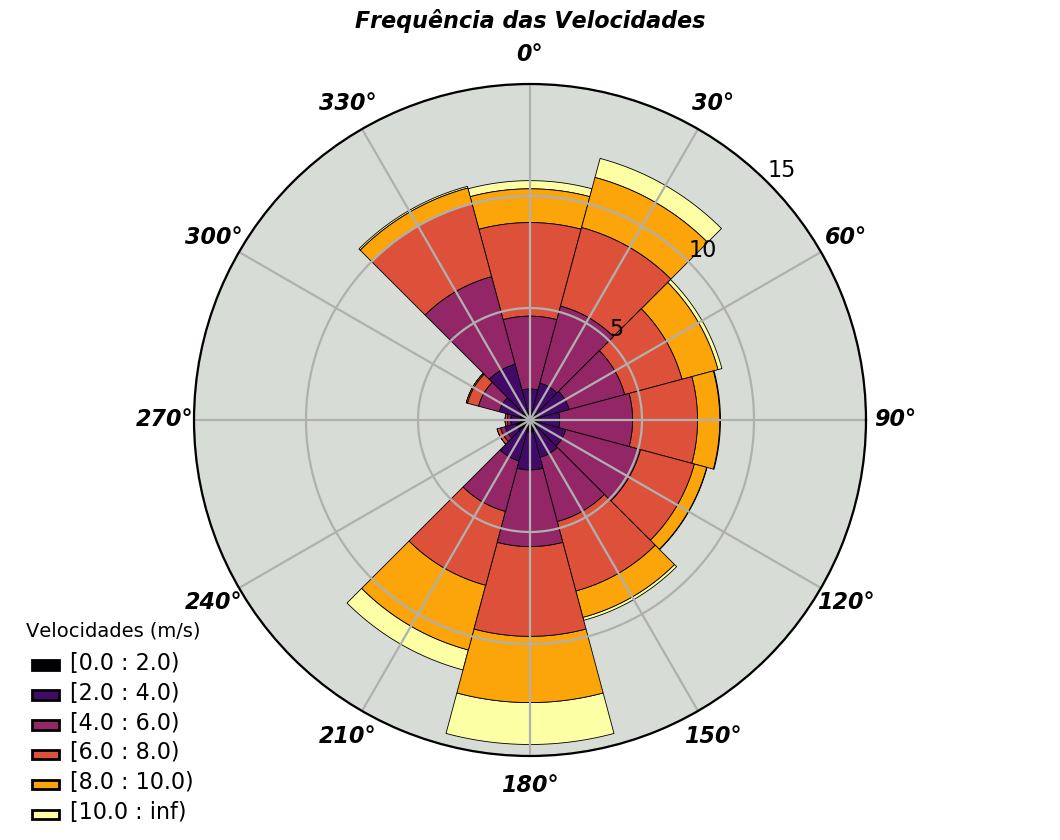 Frequência das Velocidades
0°
330°
30°
15
300°
60°
10
5
270°
90°
240°
120°
Velocidades (m/s)
[0.0 : 2.0)
[2.0 : 4.0)
[4.0 : 6.0)
[6.0 : 8.0)
[8.0 : 10.0)
[10.0 : inf)
210°
150°
180°